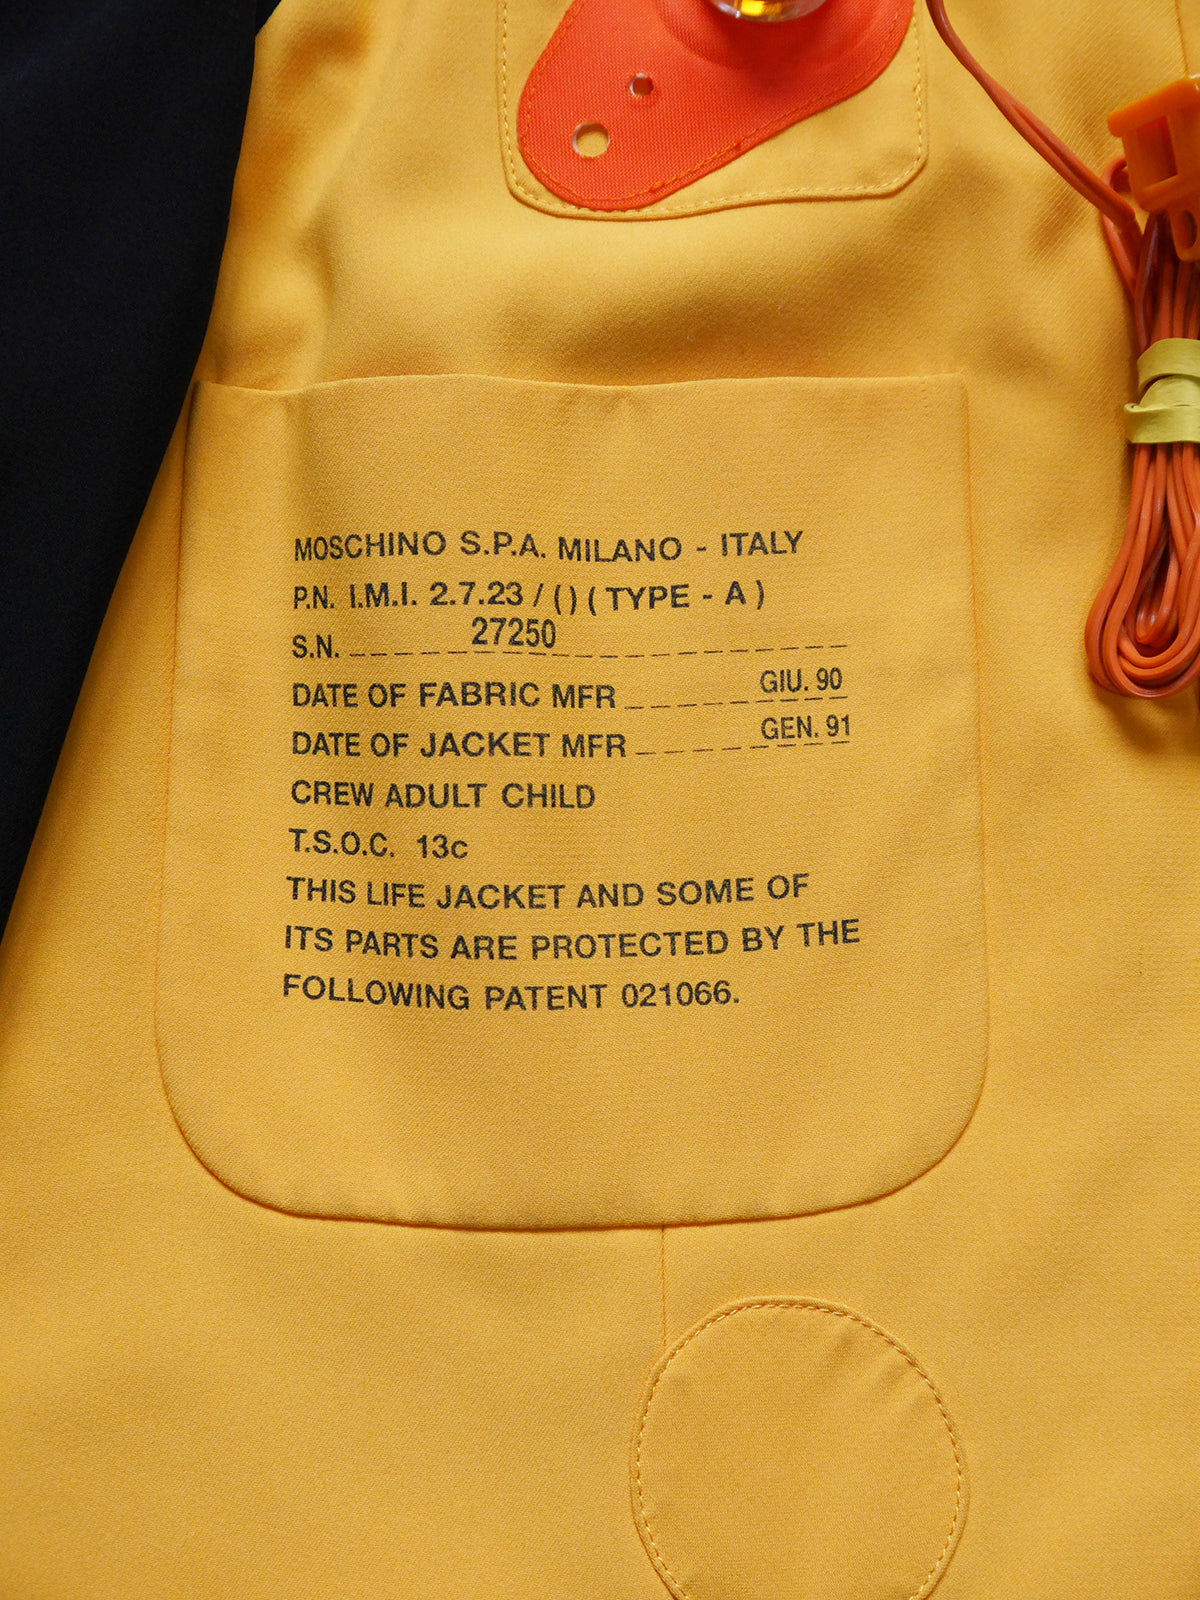 MOSCHINO S.P.A. MILANO - ITALY
P.N. I.M.I. 2.7.23 / ( ) ( TYPE - A )
S.N. 27250
DATE OF FABRIC MFR GIU. 90
DATE OF JACKET MFR GEN. 91
CREW ADULT CHILD
T.S.O.C. 13c
THIS LIFE JACKET AND SOME OF
ITS PARTS ARE PROTECTED BY THE
FOLLOWING PATENT 021066.